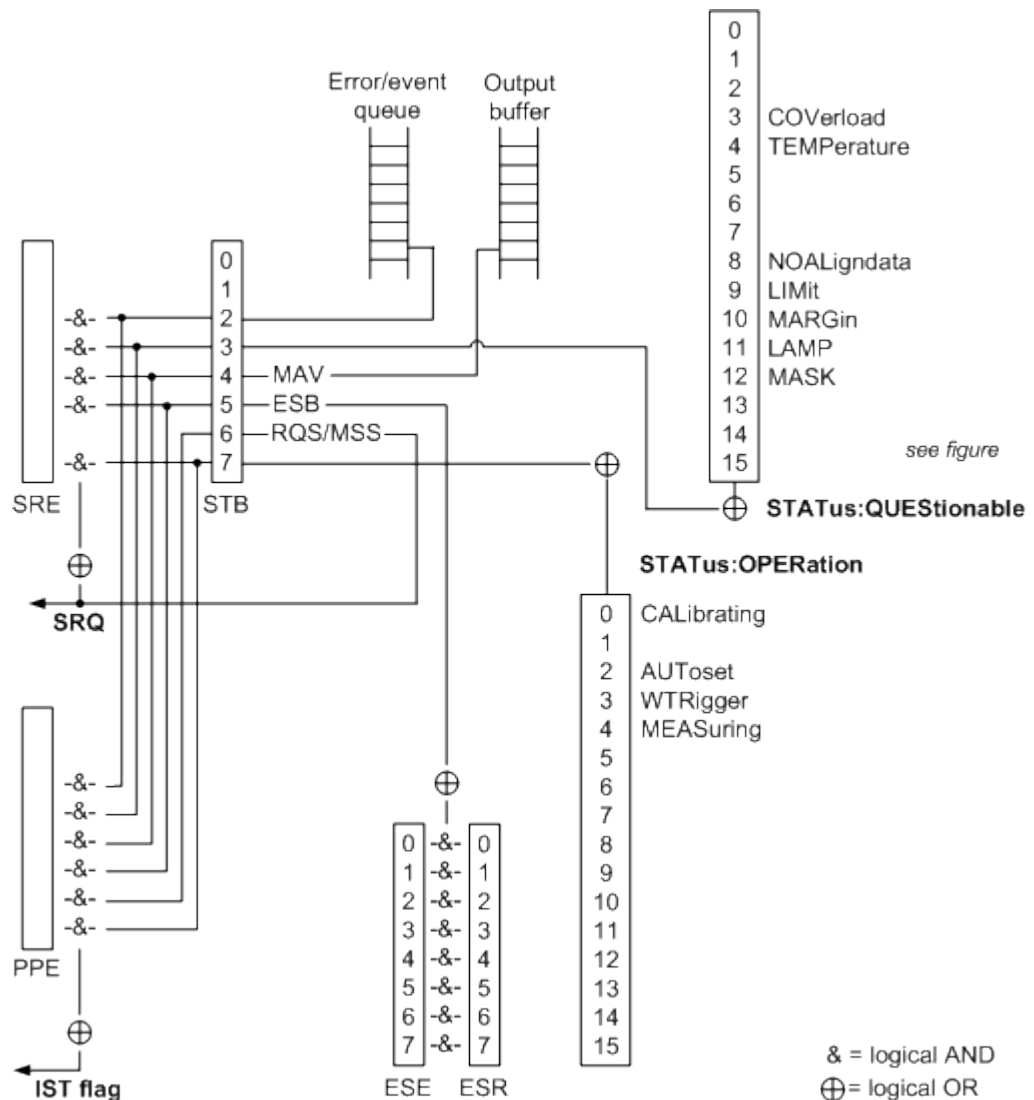 Error/event
queue
Output
buffer
0
1
2
3 COVerload
4 TEMPerature
5
6
7
8 NOALigndata
9 LIMit
10 MARGin
11 LAMP
12 MASK
13
14
15
see figure
STATus:QUEStionable
-&-
-&-
-&-
-&-
-&-
SRE
0
1
2
3
4 MAV
5 ESB
6 RQS/MSS
7
STB
SRQ
STATus:OPERation
0 CALibrating
1
2 AUToset
3 WTRigger
4 MEASuring
5
6
7
8
9
10
11
12
13
14
15
-&-
-&-
-&-
-&-
-&-
-&-
PPE
IST flag
0 -&- 0
1 -&- 1
2 -&- 2
3 -&- 3
4 -&- 4
5 -&- 5
6 -&- 6
7 -&- 7
ESE ESR
& = logical AND
⊕ = logical OR